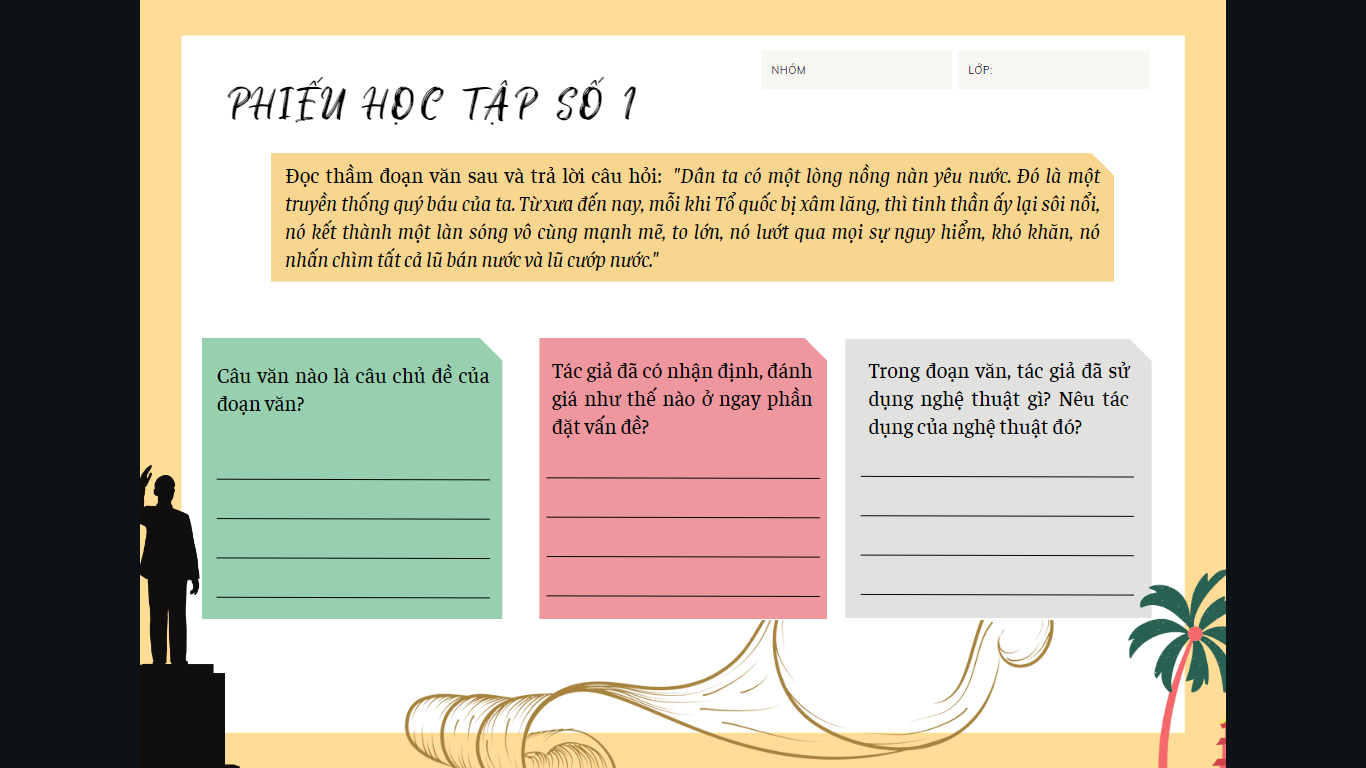 NHÓM
LỚP:
PHIẾU HỌC TẬP SỐ 1
Đọc thầm đoạn văn sau và trả lời câu hỏi: "Dân ta có một lòng nồng nàn yêu nước. Đó là một
truyền thống quý báu của ta. Từ xưa đến nay, mỗi khi Tổ quốc bị xâm lăng, thì tinh thần ấy lại sôi nổi,
nó kết thành một làn sóng vô cùng mạnh mẽ, to lớn, nó lướt qua mọi sự nguy hiểm, khó khăn, nó
nhấn chìm tất cả lũ bán nước và lũ cướp nước."
Câu văn nào là câu chủ đề của
đoạn văn?
Tác giả đã có nhận định, đánh
giá như thế nào ở ngay phần
đặt vấn đề?
Trong đoạn văn, tác giả đã sử
dụng nghệ thuật gì? Nêu tác
dụng của nghệ thuật đó?